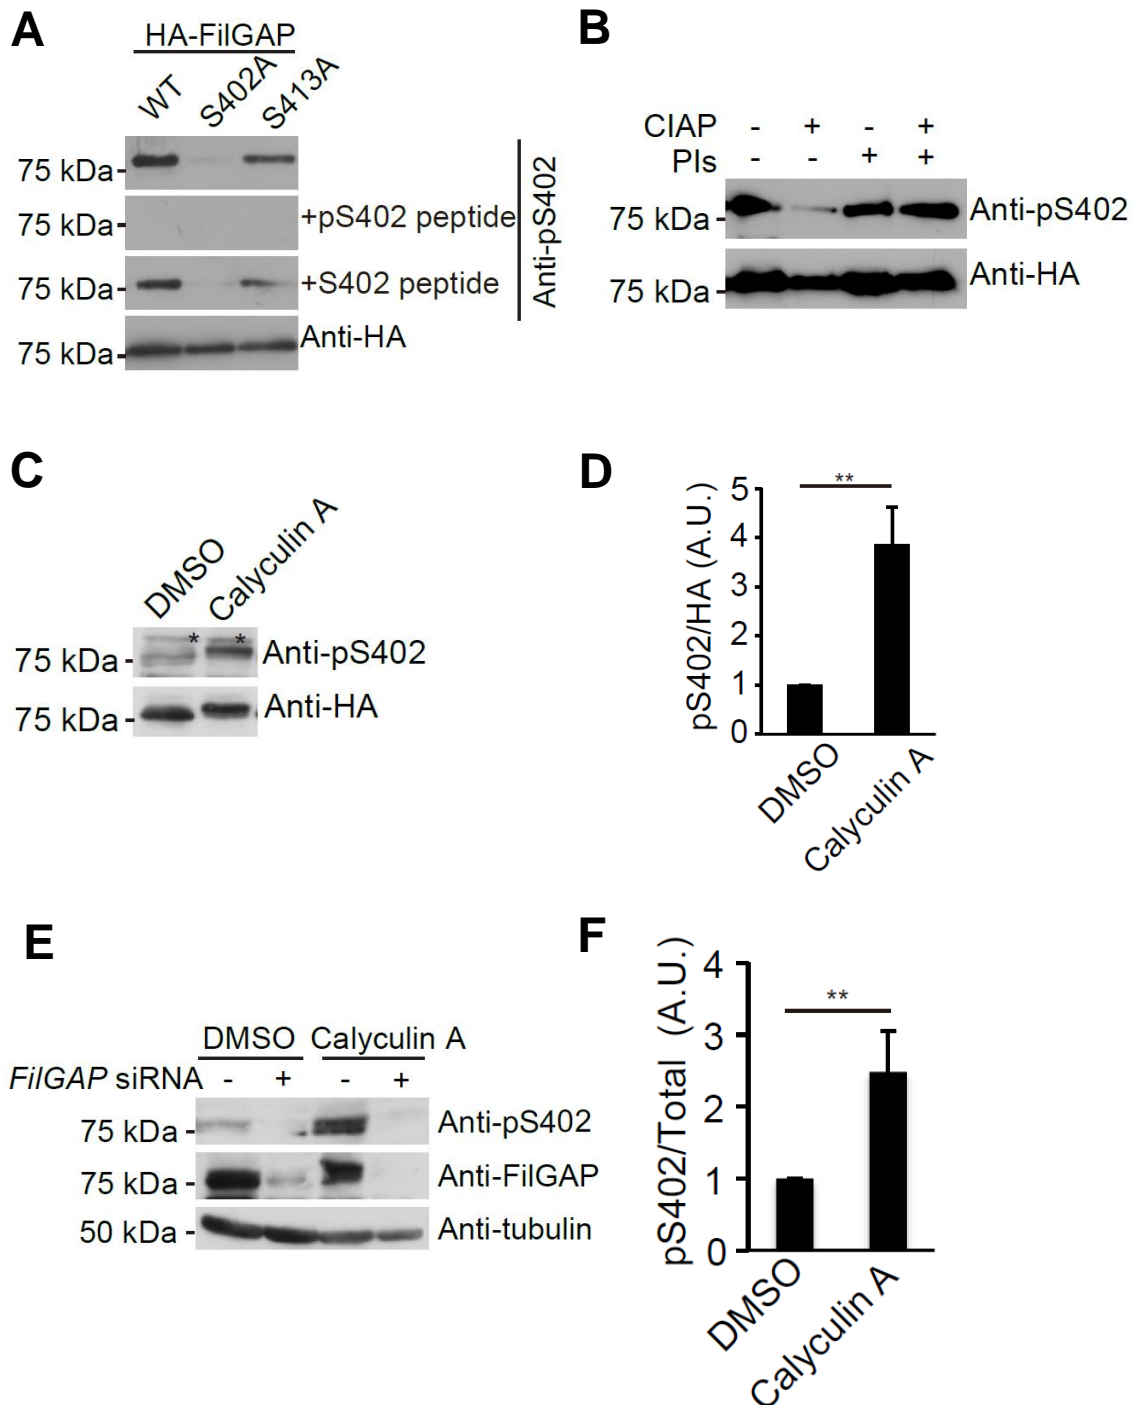 A
HA-FilGAP
WT S402A S413A
75 kDa
75 kDa +pS402 peptide
75 kDa +S402 peptide
75 kDa Anti-HA
Anti-pS402
B
CIAP - + - +
PIs - - + +
75 kDa Anti-pS402
75 kDa Anti-HA
C
DMSO Calyculin A
* *
75 kDa Anti-pS402
75 kDa Anti-HA
D
pS402/HA (A.U.)
5
4
3
2
1
0
**
DMSO Calyculin A
E
DMSO Calyculin A
FilGAP siRNA - + - +
75 kDa Anti-pS402
75 kDa Anti-FilGAP
50 kDa Anti-tubulin
F
pS402/Total (A.U.)
4
3
2
1
0
**
DMSO Calyculin A